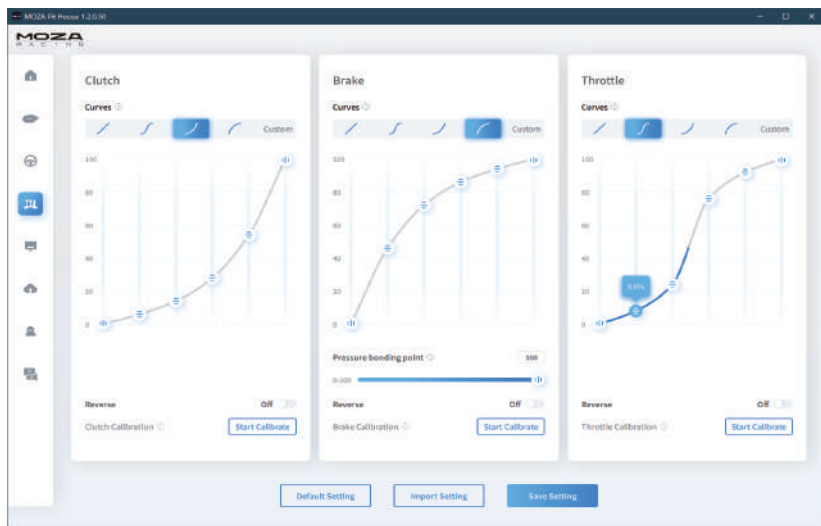 MOZA Pit House 1.2.0.30
MOZA
RACING
Clutch
Curves
Custom
100
80
60
40
20
0
Reverse
Off
Clutch Calibration
Start Calibrate
Brake
Curves
Custom
100
80
60
40
20
0
Pressure bonding point
100
0-100
Reverse
Off
Brake Calibration
Start Calibrate
Throttle
Curves
Custom
100
80
60
40
20
0
8.0%
Reverse
Off
Throttle Calibration
Start Calibrate
Default Setting
Import Setting
Save Setting